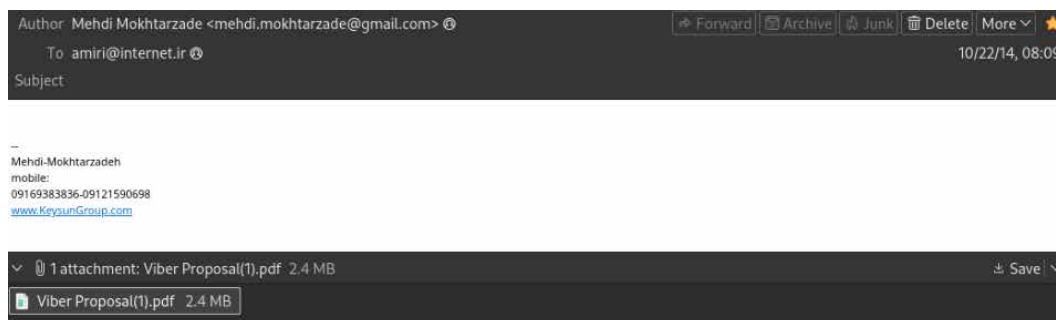 Author Mehdi Mokhtarzade <mehdi.mokhtarzade@gmail.com> Forward Archive Junk Delete More
To amiri@internet.ir 10/22/14, 08:09
Subject
--
Mehdi-Mokhtarzadeh
mobile:
09169383836-09121590698
www.KeysunGroup.com
1 attachment: Viber Proposal(1).pdf 2.4 MB Save
Viber Proposal(1).pdf 2.4 MB